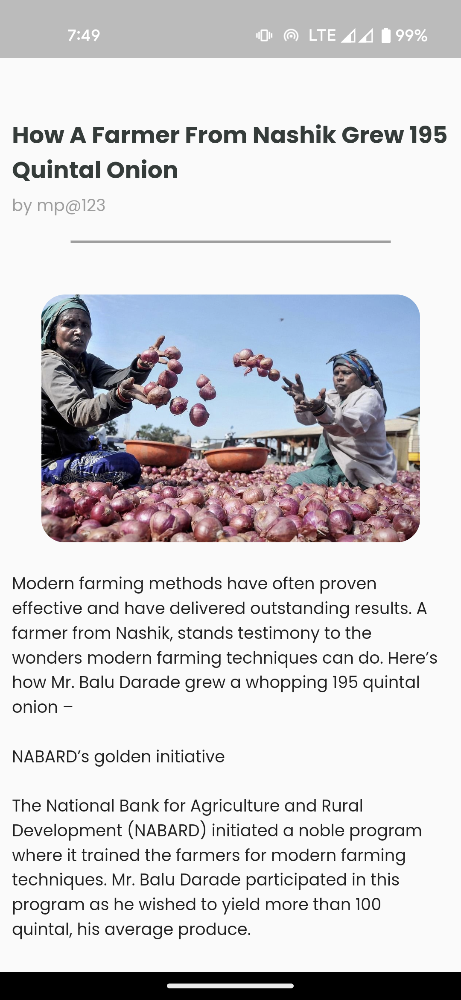 7:49
LTE
99%
How A Farmer From Nashik Grew 195
Quintal Onion
by mp@123
Modern farming methods have often proven
effective and have delivered outstanding results. A
farmer from Nashik, stands testimony to the
wonders modern farming techniques can do. Here’s
how Mr. Balu Darade grew a whopping 195 quintal
onion –
NABARD’s golden initiative
The National Bank for Agriculture and Rural
Development (NABARD) initiated a noble program
where it trained the farmers for modern farming
techniques. Mr. Balu Darade participated in this
program as he wished to yield more than 100
quintal, his average produce.